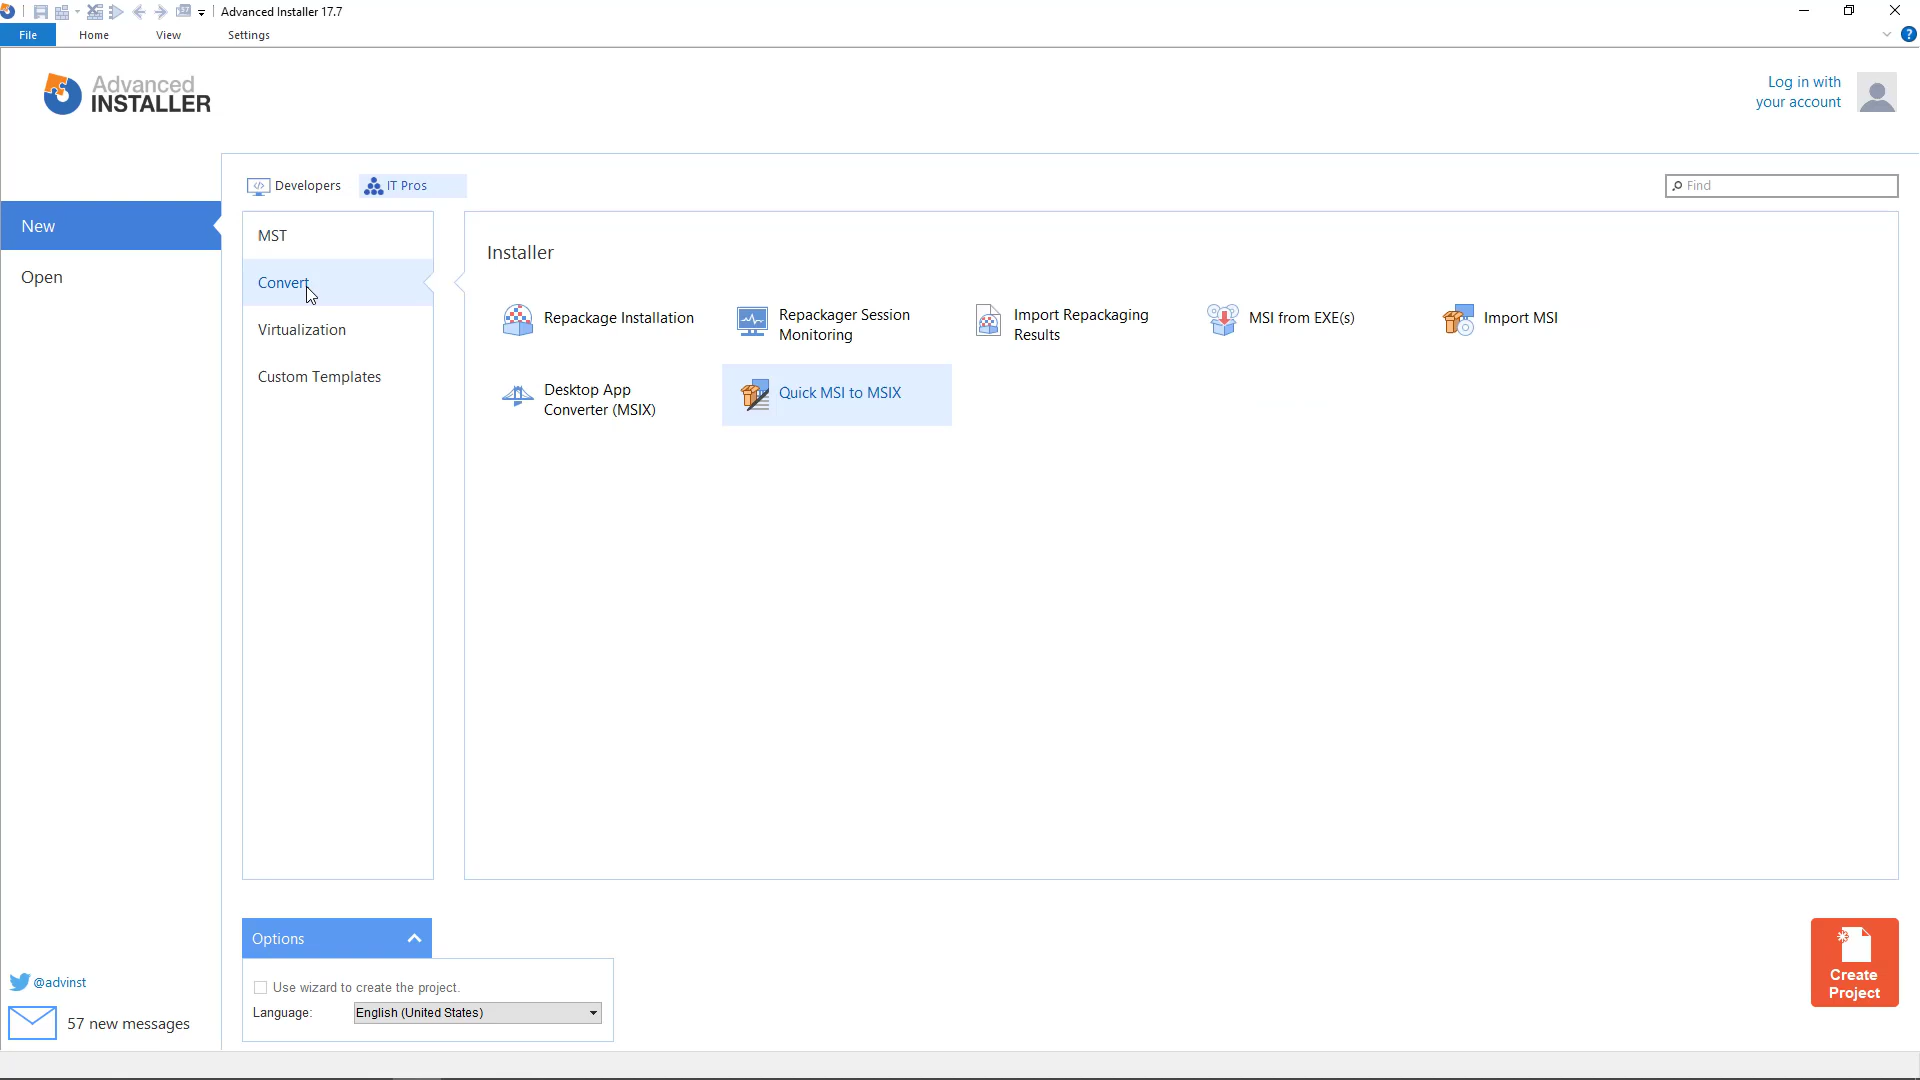 Advanced Installer 17.7
File Home View Settings
Advanced
INSTALLER
Log in with
your account
Developers IT Pros
Find
New
Open
MST
Convert
Virtualization
Custom Templates
Installer
Repackage Installation
Repackager Session
Monitoring
Import Repackaging
Results
MSI from EXE(s)
Import MSI
Desktop App
Converter (MSIX)
Quick MSI to MSIX
Options
Use wizard to create the project.
Language: English (United States)
Create
Project
@advinst
57 new messages